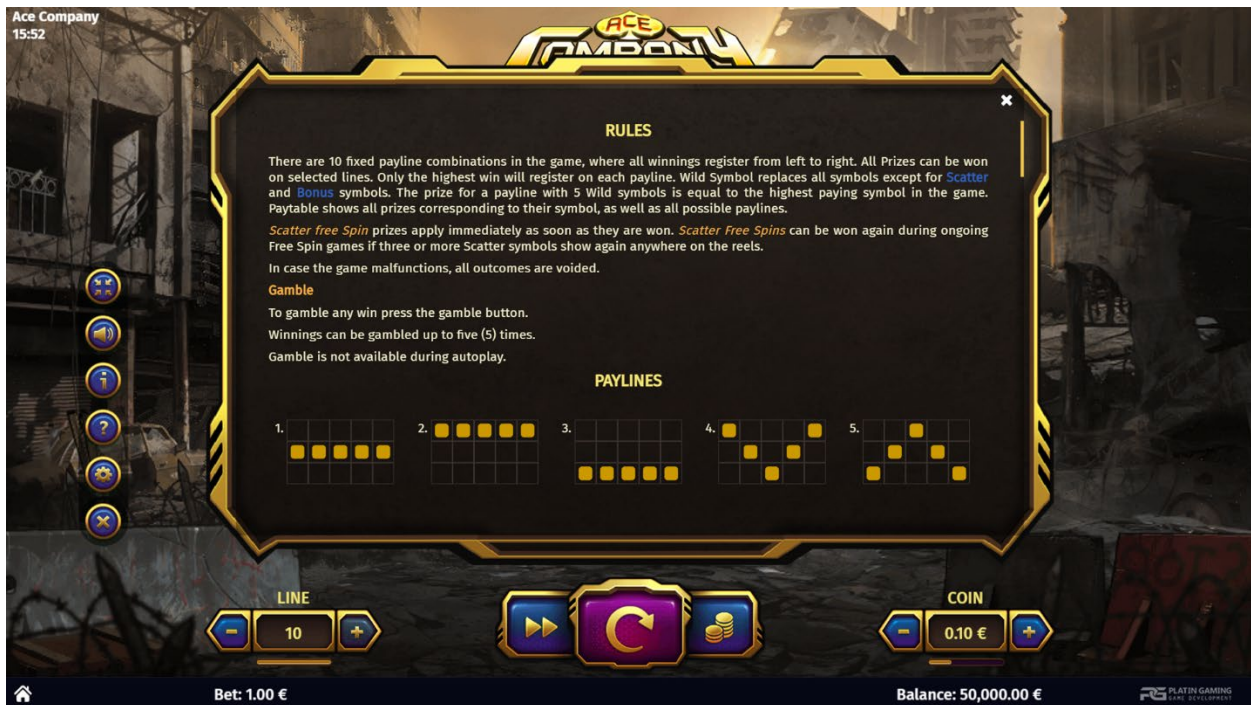 Ace Company
15:52
ACE
COMPANY
RULES
There are 10 fixed payline combinations in the game, where all winnings register from left to right. All Prizes can be won
on selected lines. Only the highest win will register on each payline. Wild Symbol replaces all symbols except for Scatter
and Bonus symbols. The prize for a payline with 5 Wild symbols is equal to the highest paying symbol in the game.
Paytable shows all prizes corresponding to their symbol, as well as all possible paylines.
Scatter free Spin prizes apply immediately as soon as they are won. Scatter Free Spins can be won again during ongoing
Free Spin games if three or more Scatter symbols show again anywhere on the reels.
In case the game malfunctions, all outcomes are voided.
Gamble
To gamble any win press the gamble button.
Winnings can be gambled up to five (5) times.
Gamble is not available during autoplay.
PAYLINES
1. 2. 3. 4. 5.
LINE
- 10 +
COIN
- 0.10 € +
Bet: 1.00 €
Balance: 50,000.00 €
PG PLATIN GAMING
GAME DEVELOPMENT